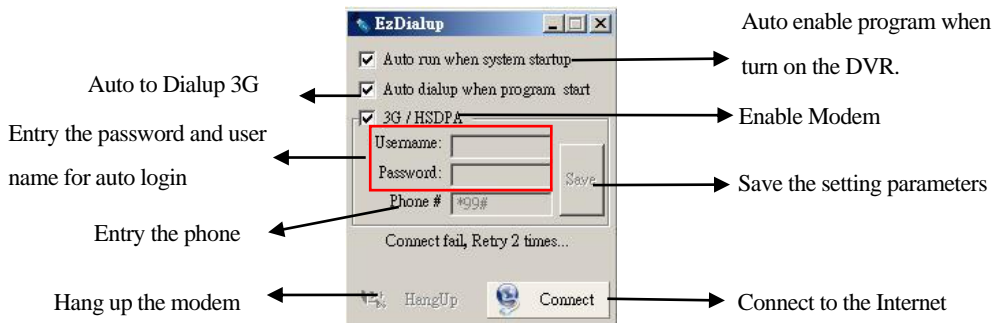 EzDialup
Auto enable program when
turn on the DVR.
Auto run when system startup
Auto to Dialup 3G
Auto dialup when program start
3G / HSDPA
Enable Modem
Entry the password and user
name for auto login
Username:
Password:
Save
Save the setting parameters
Phone # *99#
Entry the phone
Connect fail, Retry 2 times...
Hang up the modem
HangUp
Connect
Connect to the Internet